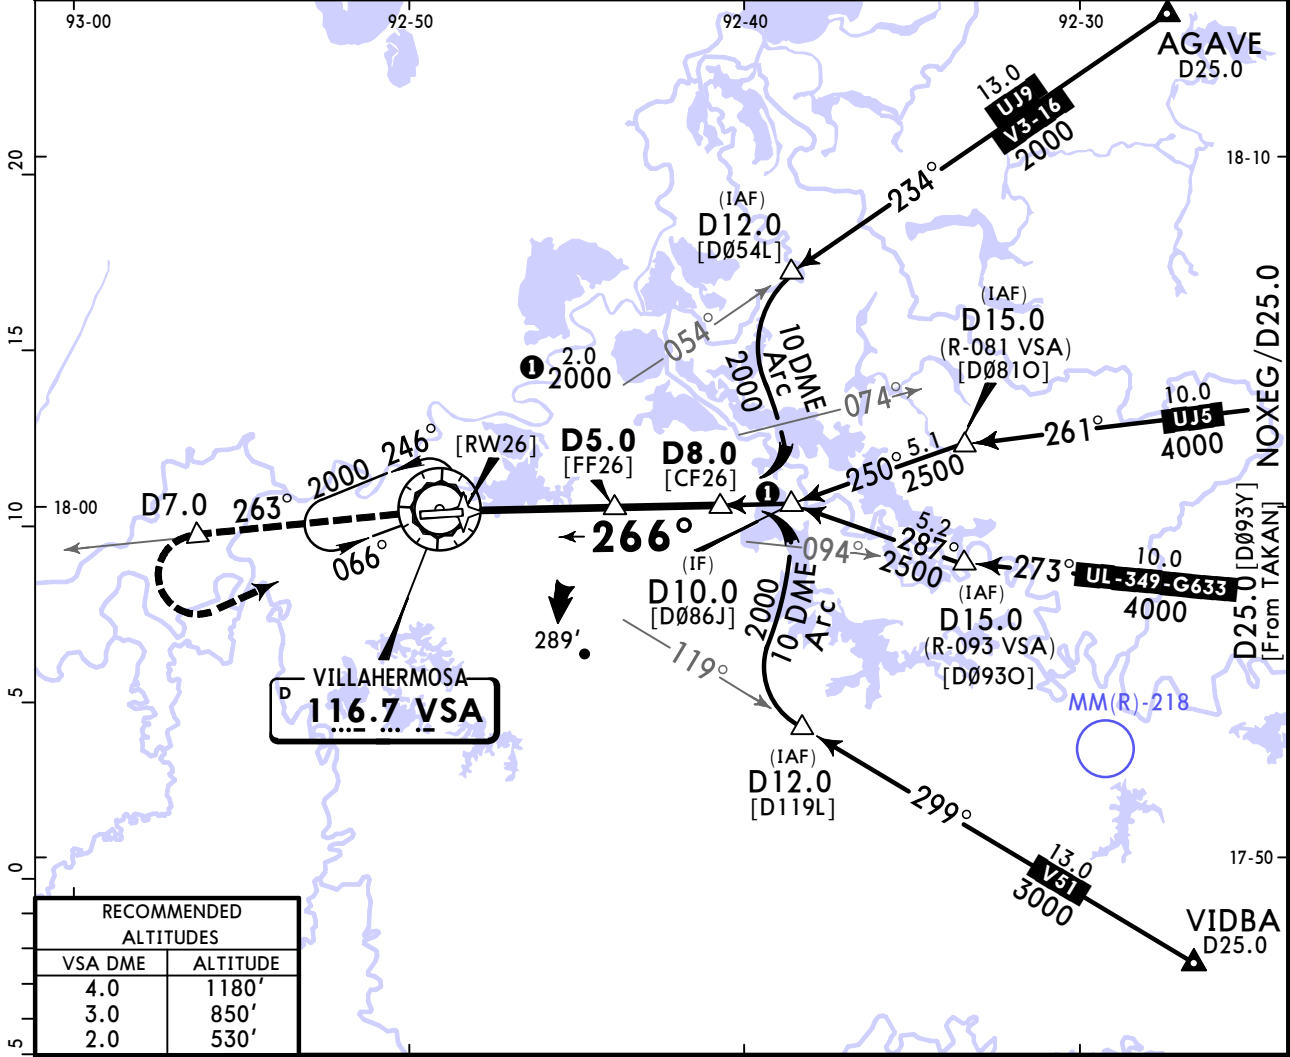 93-00
92-50
92-40
92-30
AGAVE
D25.0
13.0
UJ9
V3-16
2000
20
18-10
234°
(IAF)
D12.0
[DØ54L]
(IAF)
D15.0
(R-081 VSA)
[DØ81O]
NOXEG/D25.0
15
054°
10 DME
Arc
2000
❶ 2.0
2000
074°
10.0
UJ5
4000
261°
[RW26]
D5.0
[FF26]
D8.0
[CF26]
5.1
250°
2500
246°
2000
D7.0
263°
10
18-00
❶
266°
066°
(IF)
D10.0
[DØ86J]
094°
5.2
287°
2500
273°
10.0
UL-349-G633
4000
D25.0 [DØ93Y]
[From TAKAN]
(IAF)
D15.0
(R-093 VSA)
[DØ93O]
2000
10 DME
Arc
289'
119°
VILLAHERMOSA
D
116.7 VSA
5
MM(R)-218
(IAF)
D12.0
[D119L]
299°
13.0
V51
3000
0
17-50
VIDBA
D25.0
RECOMMENDED
ALTITUDES
VSA DME ALTITUDE
4.0 1180'
3.0 850'
2.0 530'
5